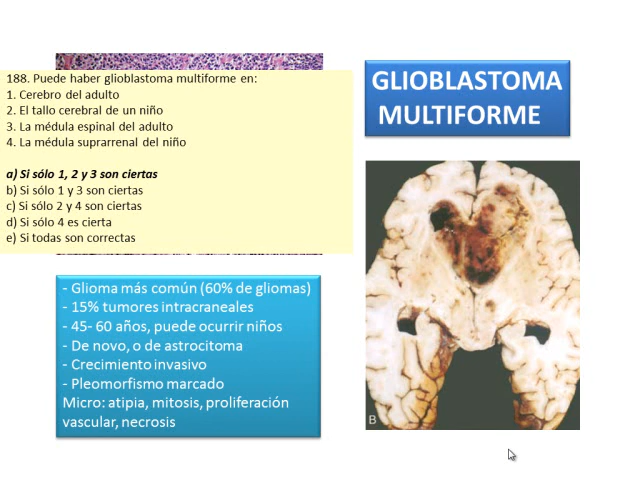 GLIOBLASTOMA
MULTIFORME
188. Puede haber glioblastoma multiforme en:
1. Cerebro del adulto
2. El tallo cerebral de un niño
3. La médula espinal del adulto
4. La médula suprarrenal del niño
a) Si sólo 1, 2 y 3 son ciertas
b) Si sólo 1 y 3 son ciertas
c) Si sólo 2 y 4 son ciertas
d) Si sólo 4 es cierta
e) Si todas son correctas
- Glioma más común (60% de gliomas)
- 15% tumores intracraneales
- 45- 60 años, puede ocurrir niños
- De novo, o de astrocitoma
- Crecimiento invasivo
- Pleomorfismo marcado
Micro: atipia, mitosis, proliferación
vascular, necrosis
B